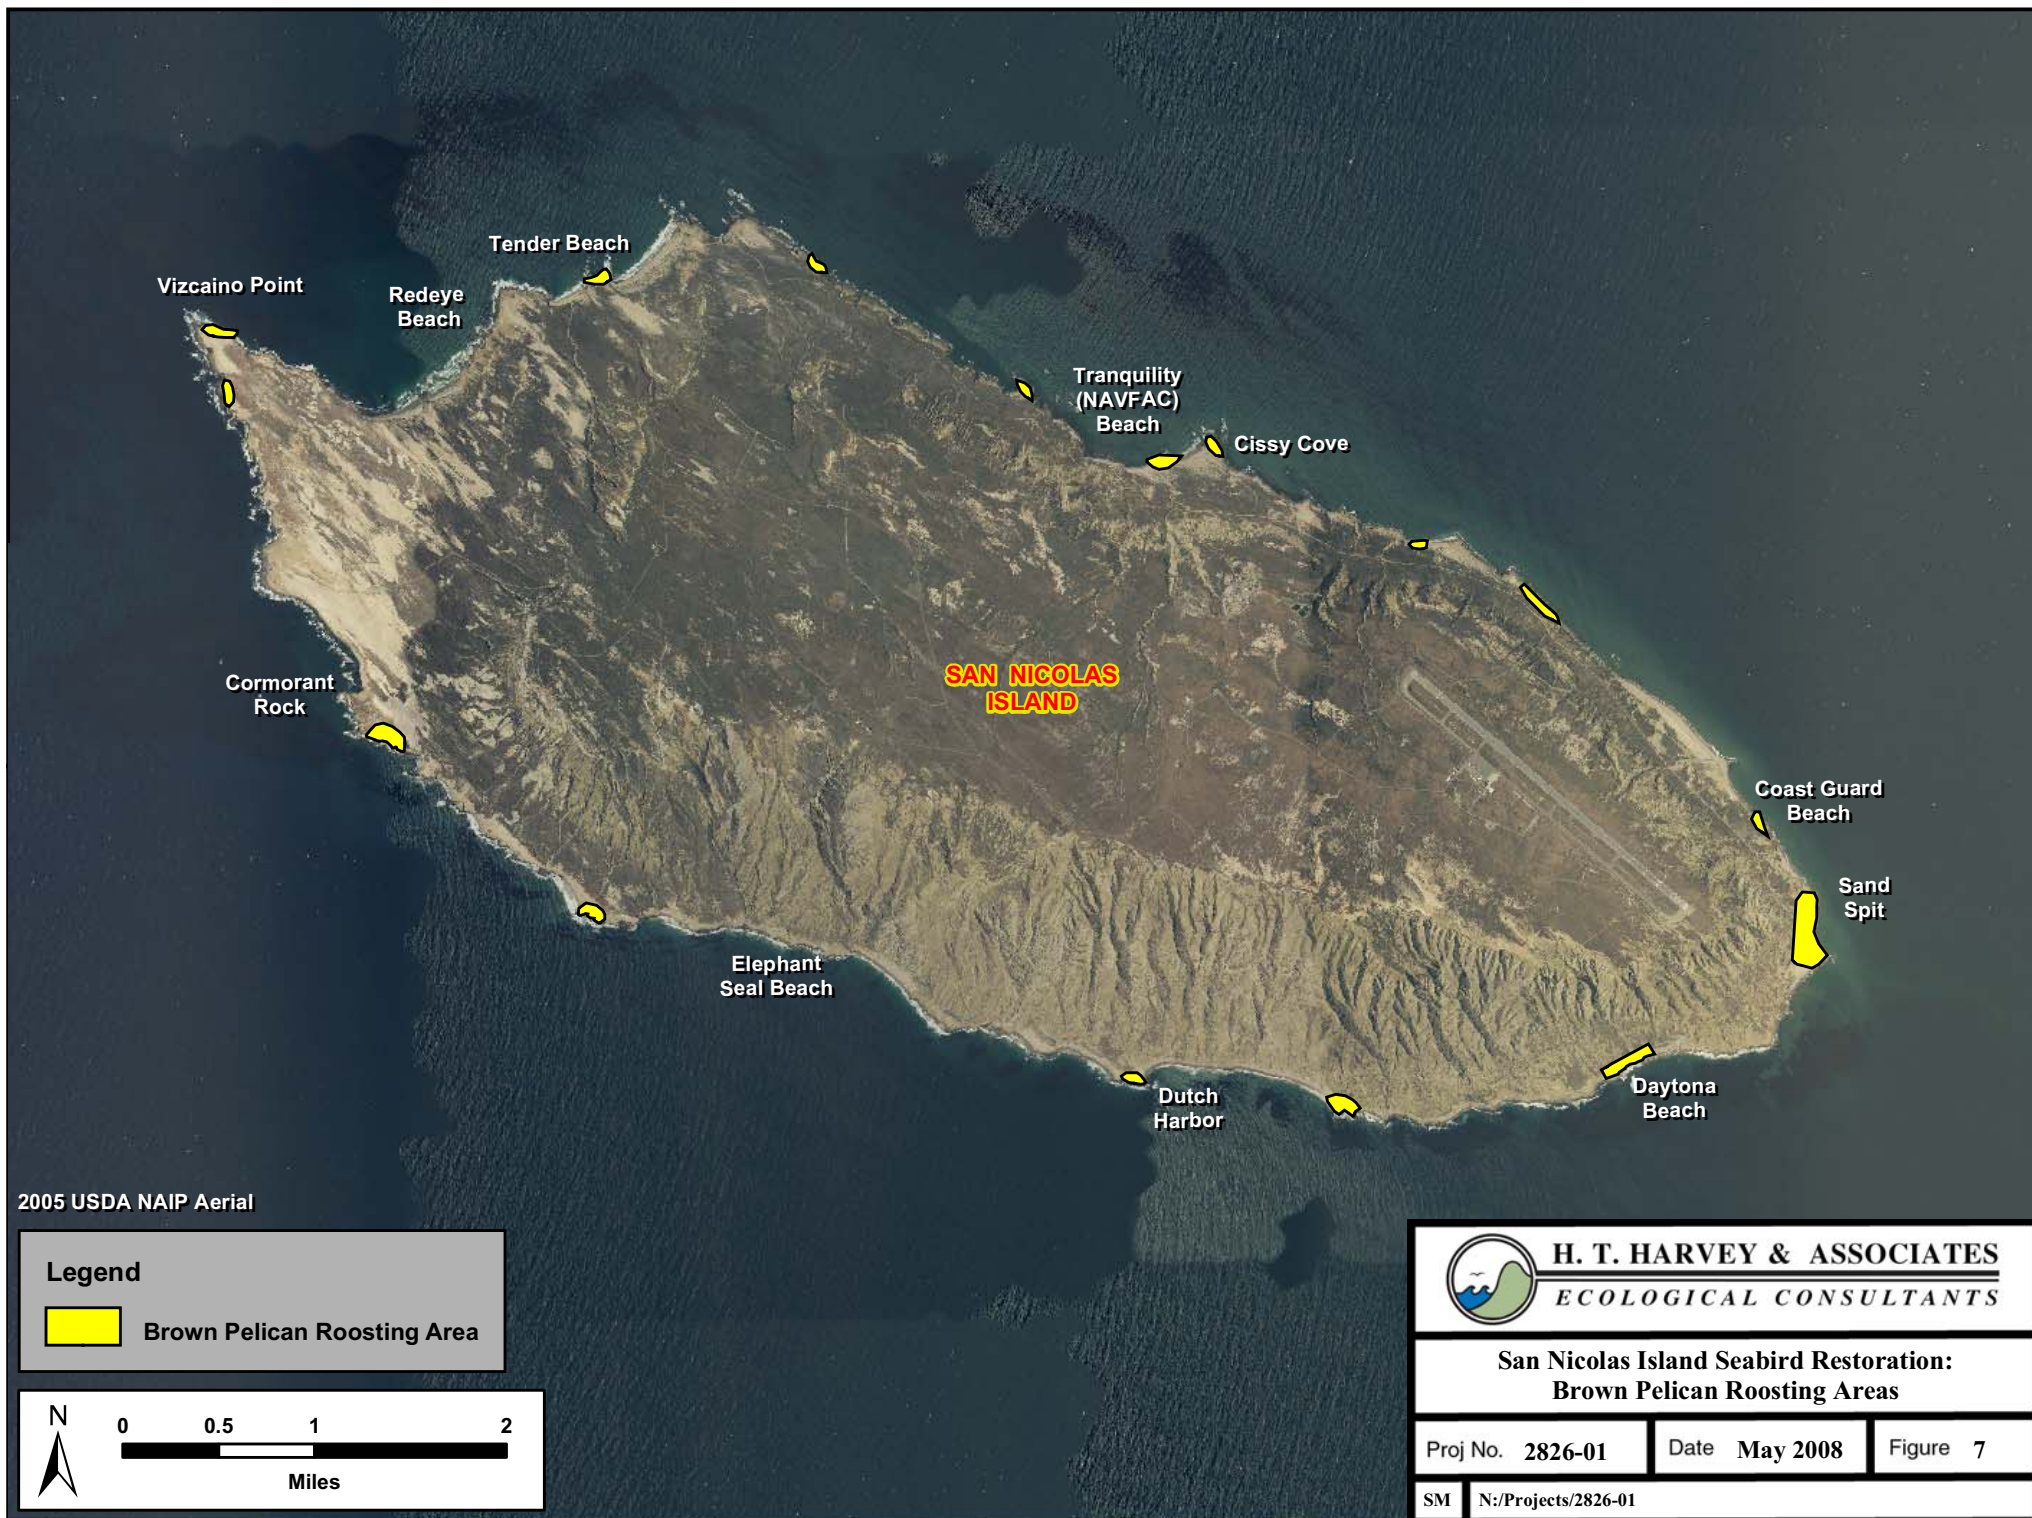 Tender Beach
Vizcaino Point
Redeye
Beach
Tranquility
(NAVFAC)
Beach
Cissy Cove
SAN NICOLAS
ISLAND
Cormorant
Rock
Coast Guard
Beach
Sand
Spit
Elephant
Seal Beach
Dutch
Harbor
Daytona
Beach
2005 USDA NAIP Aerial
Legend
Brown Pelican Roosting Area
N
0 0.5 1 2
Miles
H. T. HARVEY & ASSOCIATES
ECOLOGICAL CONSULTANTS
San Nicolas Island Seabird Restoration:
Brown Pelican Roosting Areas
Proj No. 2826-01 Date May 2008 Figure 7
SM N:/Projects/2826-01